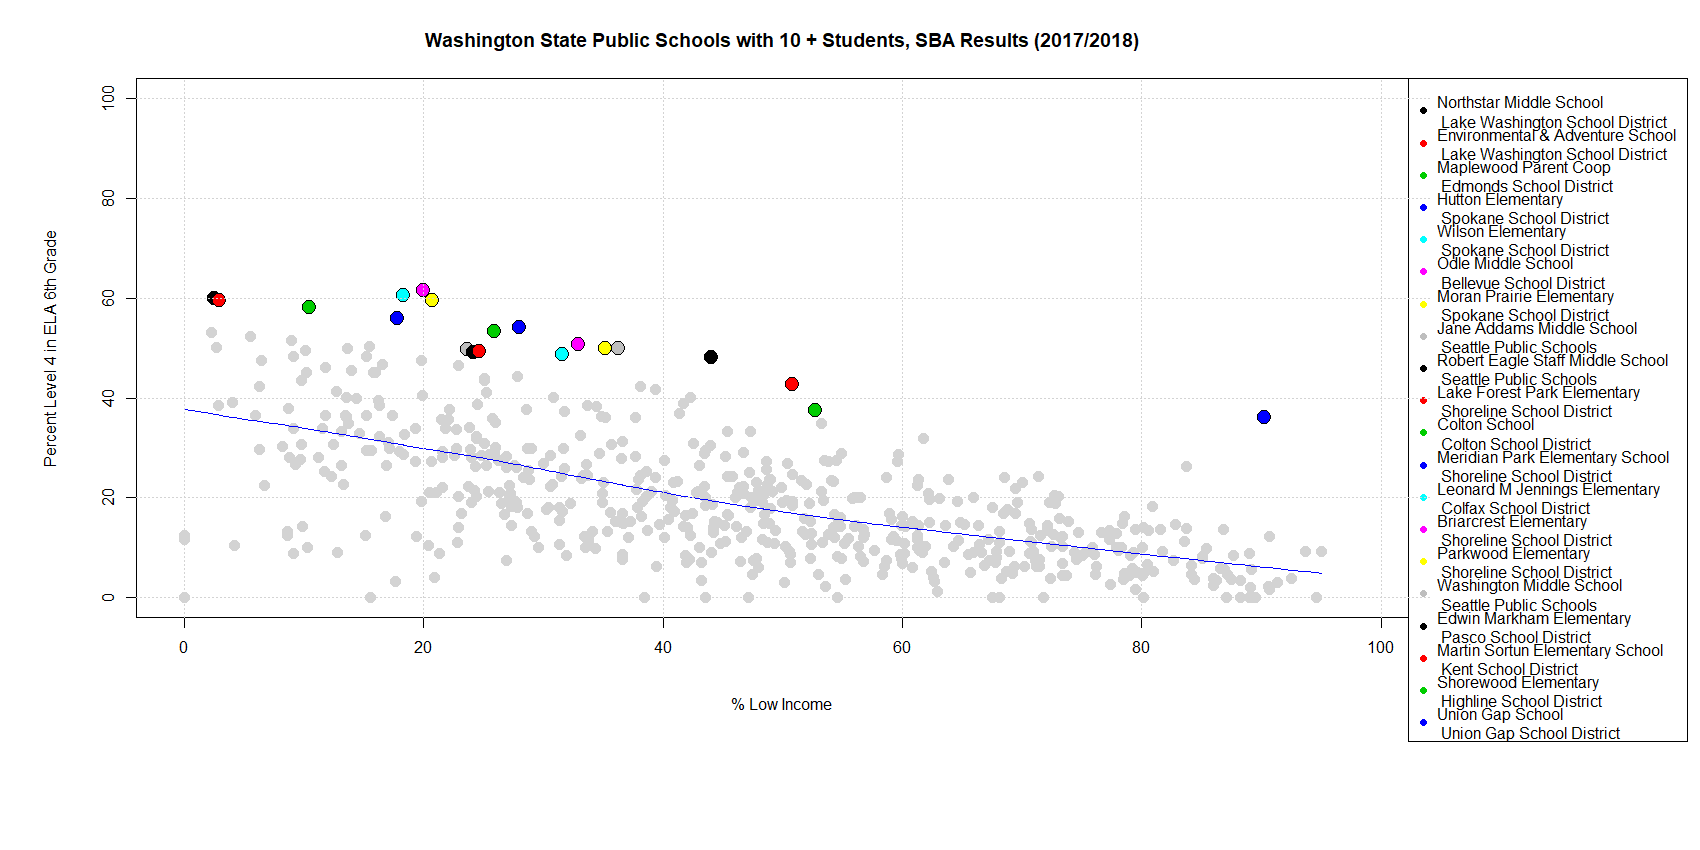 Washington State Public Schools with 10 + Students, SBA Results (2017/2018)
Percent Level 4 in ELA 6th Grade
100
80
60
40
20
0
0 20 40 60 80 100
% Low Income
Northstar Middle School
Lake Washington School District
Environmental & Adventure School
Lake Washington School District
Maplewood Parent Coop
Edmonds School District
Hutton Elementary
Spokane School District
Wilson Elementary
Spokane School District
Odle Middle School
Bellevue School District
Moran Prairie Elementary
Spokane School District
Jane Addams Middle School
Seattle Public Schools
Robert Eagle Staff Middle School
Seattle Public Schools
Lake Forest Park Elementary
Shoreline School District
Colton School
Colton School District
Meridian Park Elementary School
Shoreline School District
Leonard M Jennings Elementary
Colfax School District
Briarcrest Elementary
Shoreline School District
Parkwood Elementary
Shoreline School District
Washington Middle School
Seattle Public Schools
Edwin Markham Elementary
Pasco School District
Martin Sortun Elementary School
Kent School District
Shorewood Elementary
Highline School District
Union Gap School
Union Gap School District